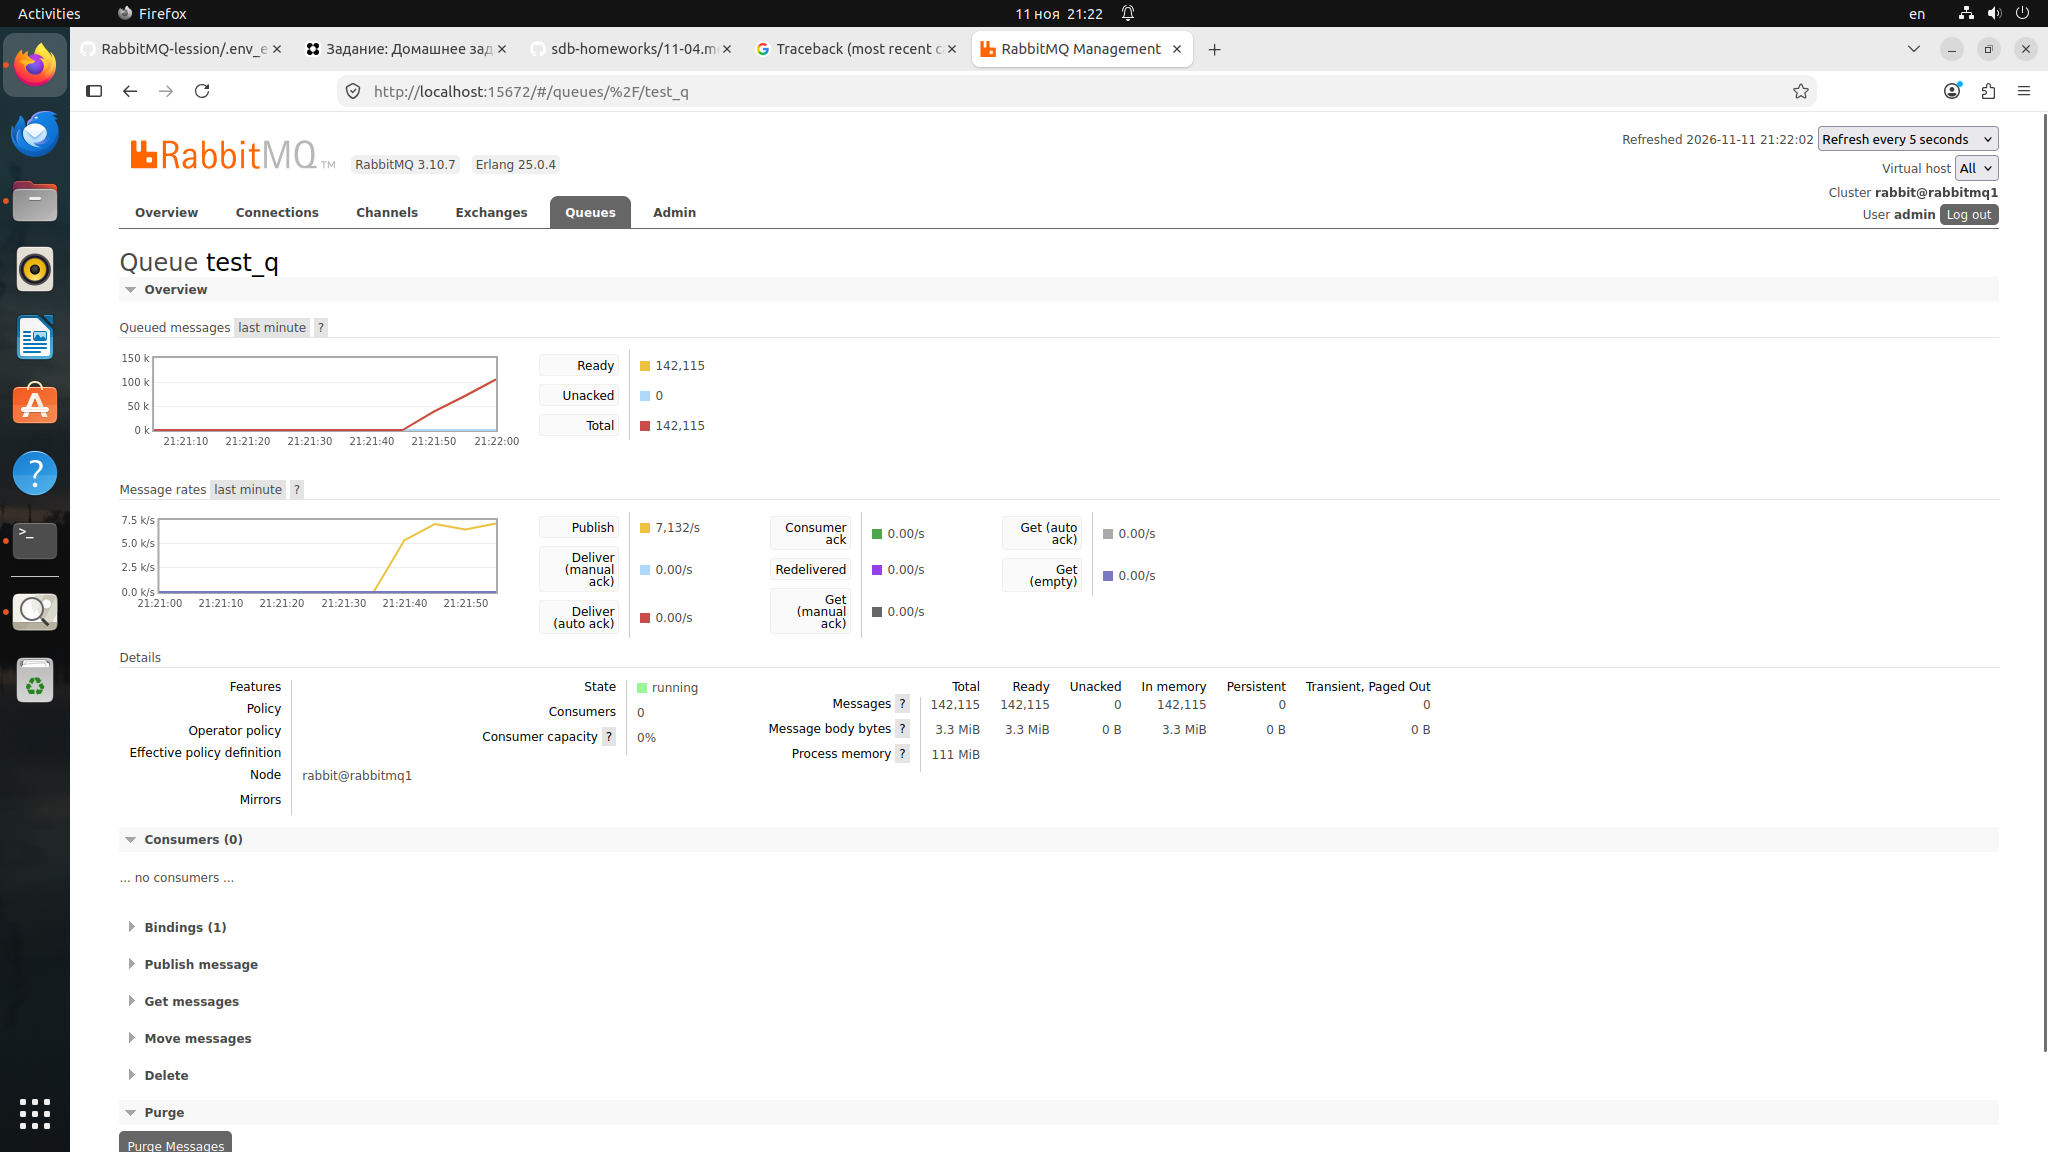 Activities Firefox 11 ноя 21:22 en
RabbitMQ-lession/.env_e Задание: Домашнее зад sdb-homeworks/11-04.m Traceback (most recent c RabbitMQ Management
http://localhost:15672/#/queues/%2F/test_q
RabbitMQ TM RabbitMQ 3.10.7 Erlang 25.0.4
Refreshed 2026-11-11 21:22:02 Refresh every 5 seconds
Virtual host All
Cluster rabbit@rabbitmq1
User admin Log out
Overview Connections Channels Exchanges Queues Admin
Queue test_q
Overview
Queued messages last minute ?
150 k
100 k
50 k
0 k
21:21:10 21:21:20 21:21:30 21:21:40 21:21:50 21:22:00
Ready 142,115
Unacked 0
Total 142,115
Message rates last minute ?
7.5 k/s
5.0 k/s
2.5 k/s
0.0 k/s
21:21:00 21:21:10 21:21:20 21:21:30 21:21:40 21:21:50
Publish 7,132/s
Deliver (manual ack) 0.00/s
Deliver (auto ack) 0.00/s
Consumer ack 0.00/s
Redelivered 0.00/s
Get (manual ack) 0.00/s
Get (auto ack) 0.00/s
Get (empty) 0.00/s
Details
Features
Policy
Operator policy
Effective policy definition
Node rabbit@rabbitmq1
Mirrors
State running
Consumers 0
Consumer capacity ? 0%
Total Ready Unacked In memory Persistent Transient, Paged Out
Messages ? 142,115 142,115 0 142,115 0 0
Message body bytes ? 3.3 MiB 3.3 MiB 0 B 3.3 MiB 0 B 0 B
Process memory ? 111 MiB
Consumers (0)
... no consumers ...
Bindings (1)
Publish message
Get messages
Move messages
Delete
Purge
Purge Messages